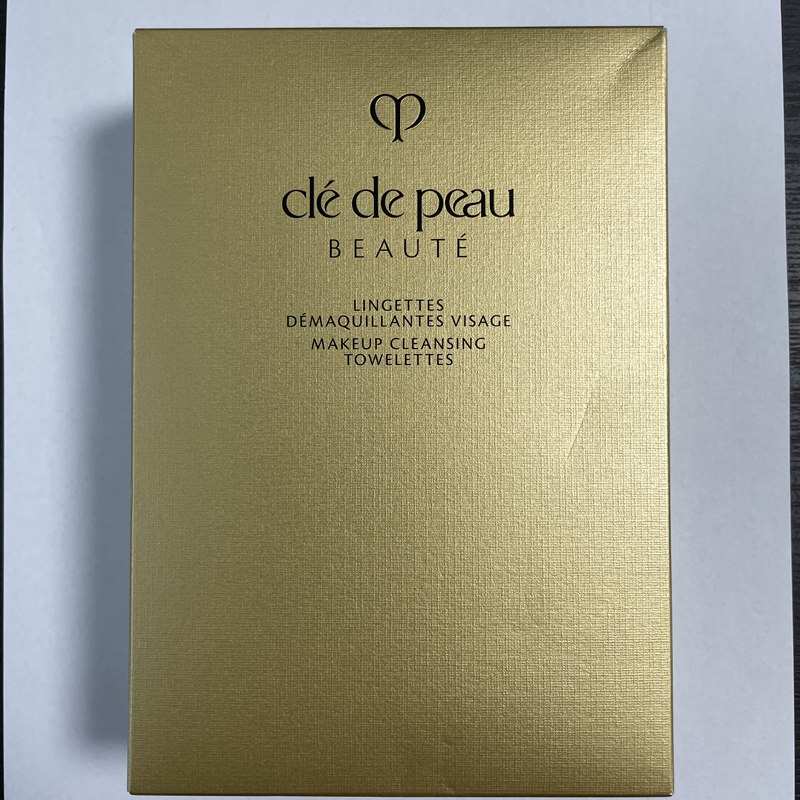 clé de peau
BEAUTÉ
LINGETTES
DÉMAQUILLANTES VISAGE
MAKEUP CLEANSING
TOWELETTES